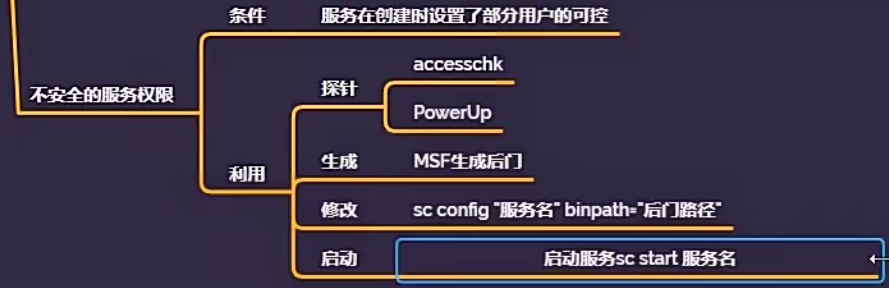 条件
服务在创建时设置了部分用户的可控
不安全的服务权限
利用
探针
accesschk
PowerUp
生成
MSF生成后门
修改
sc config "服务名" binpath="后门路径"
启动
启动服务sc start 服务名